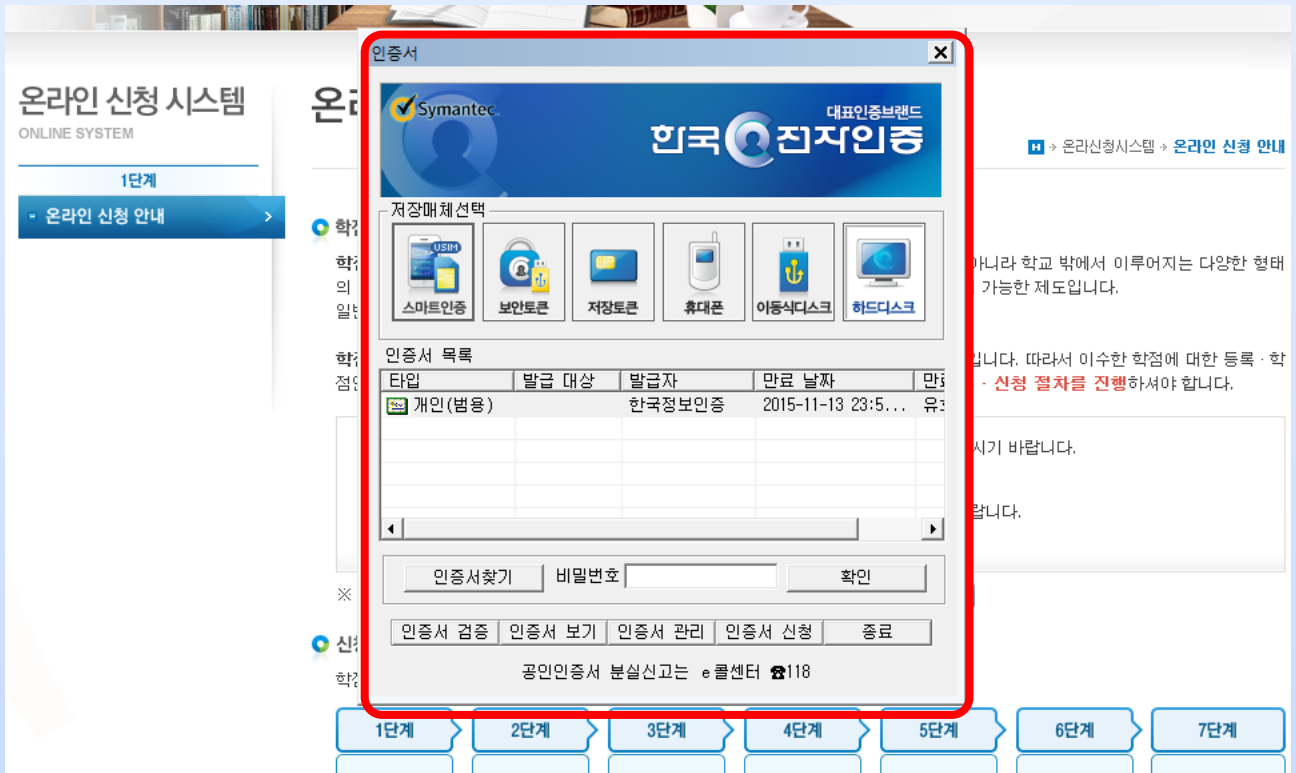 온라인 신청 시스템
ONLINE SYSTEM
1단계
온라인 신청 안내
온
H → 온라신청시스템 → 온라인 신청 안내
인증서
Symantec
대표인증브랜드
한국전자인증
저장매체선택
USIM
스마트인증
보안토큰
저장토큰
휴대폰
이동식디스크
하드디스크
인증서 목록
타입 발급 대상 발급자 만료 날짜
개인(범용) 한국정보인증 2015-11-13 23:5...
인증서찾기 비밀번호 확인
인증서 검증 인증서 보기 인증서 관리 인증서 신청 종료
공인인증서 분실신고는 e콜센터 ☎118
아니라 학교 밖에서 이루어지는 다양한 형태
의 가능한 제도입니다.
입니다. 따라서 이수한 학점에 대한 등록 · 학
· 신청 절차를 진행하셔야 합니다.
시기 바랍니다.
랍니다.
※
1단계 2단계 3단계 4단계 5단계 6단계 7단계